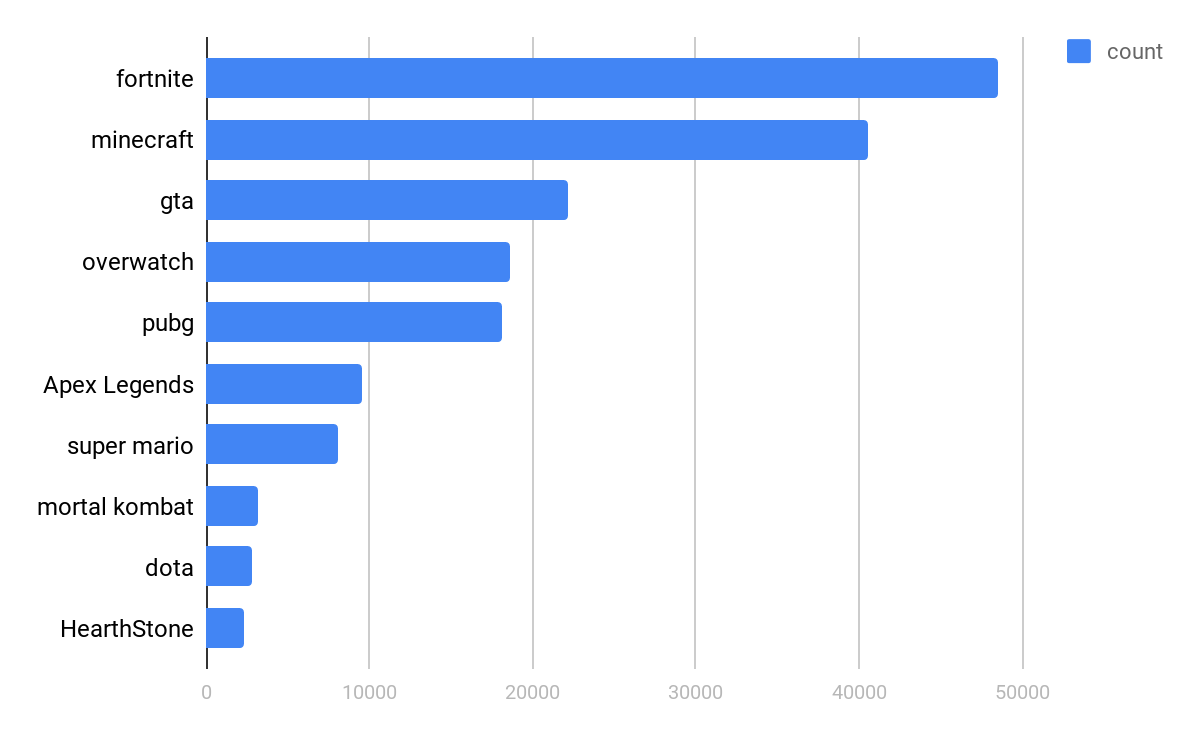 count
fortnite
minecraft
gta
overwatch
pubg
Apex Legends
super mario
mortal kombat
dota
HearthStone
0 10000 20000 30000 40000 50000